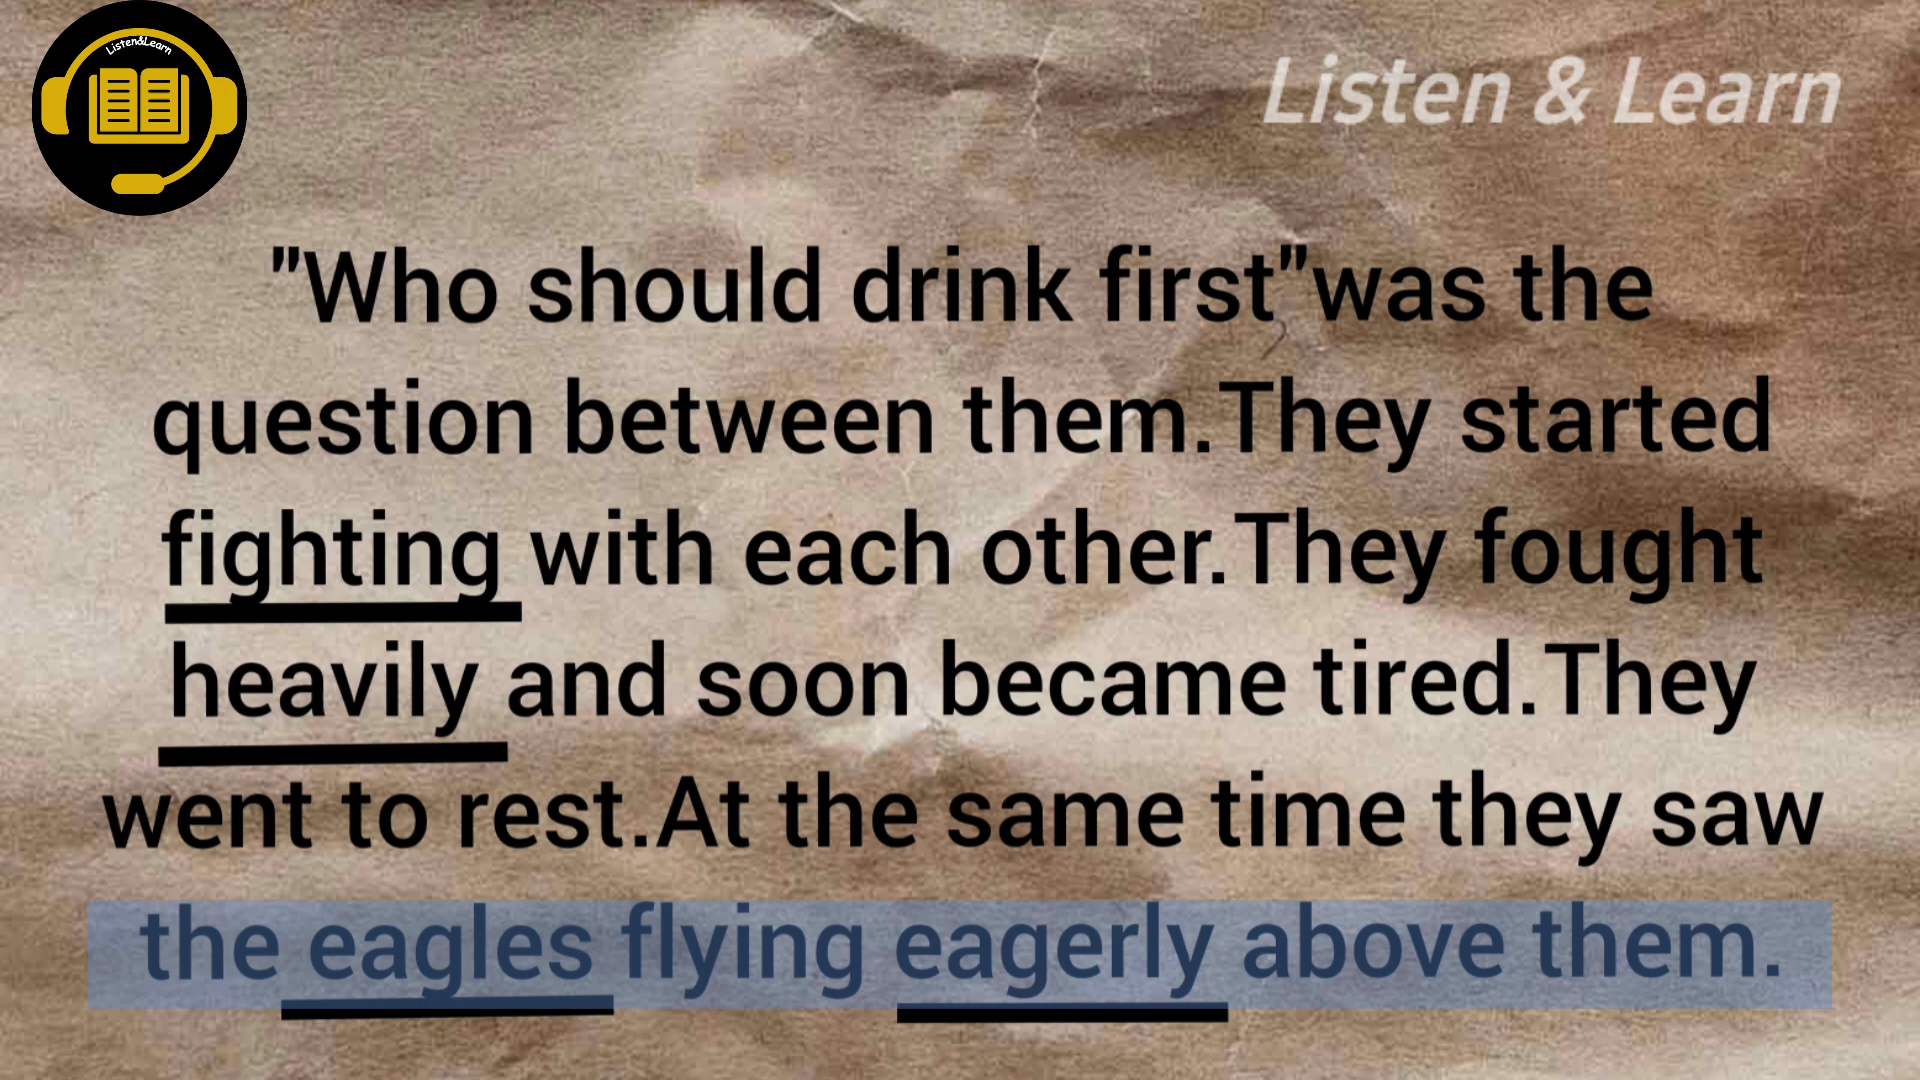 Listen&Learn
Listen & Learn
"Who should drink first"was the
question between them.They started
fighting with each other.They fought
heavily and soon became tired.They
went to rest.At the same time they saw
the eagles flying eagerly above them.